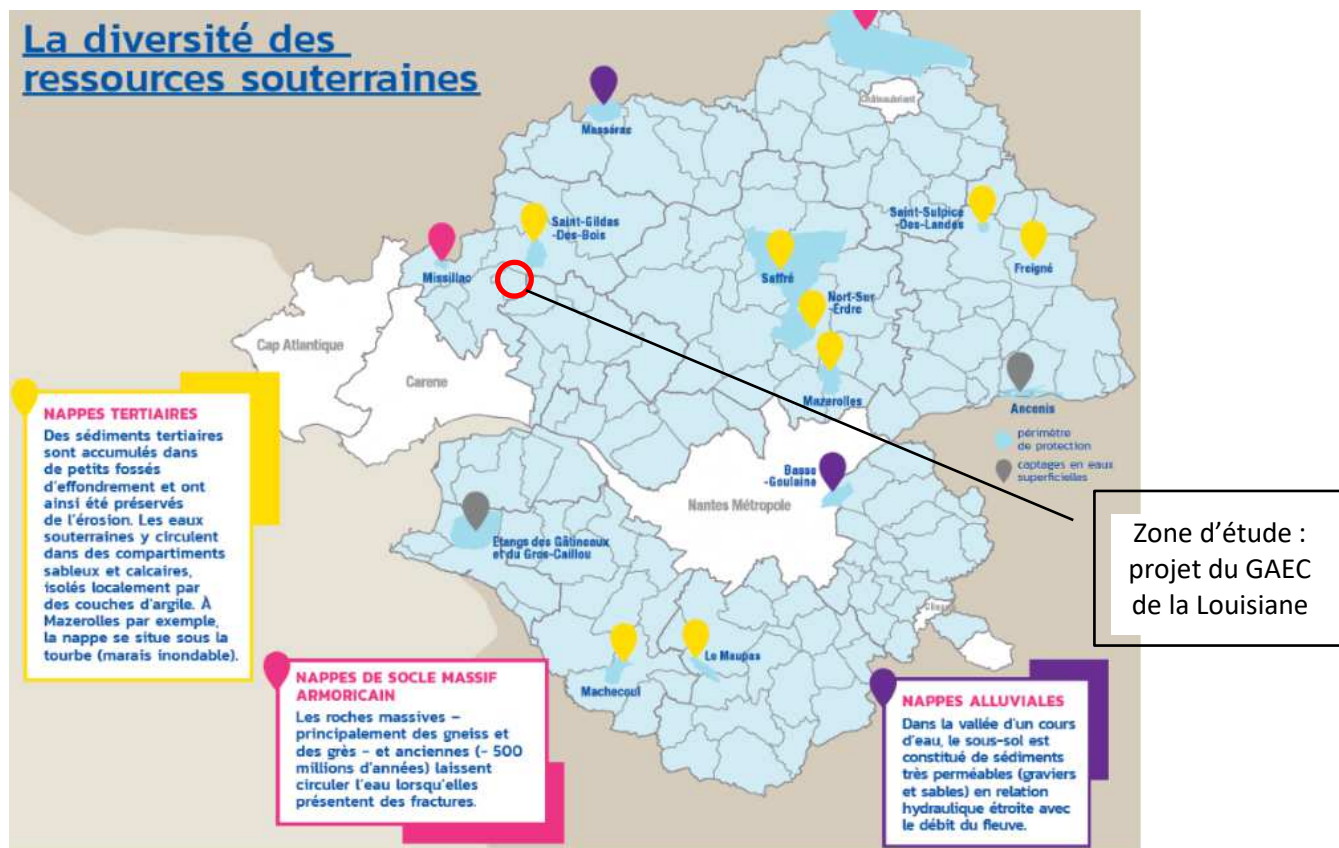 La diversité des
ressources souterraines
Châteaubriant
Massérac
Saint-Gildas
-Des-Bois
Missillac
Saint-Sulpice
-Des-Landes
Freigné
Saffré
Nort-Sur
-Erdre
Cap Atlantique
Carene
Mazerolles
Ancenis
périmètre
de protection
captages en eaux
superficielles
Basse
-Goulaine
Nantes Métropole
Etangs des Gâtineaux
et du Gros-Caillou
Le Maupas
Machecoul
NAPPES TERTIAIRES
Des sédiments tertiaires
sont accumulés dans
de petits fossés
d'effondrement et ont
ainsi été préservés
de l'érosion. Les eaux
souterraines y circulent
dans des compartiments
sableux et calcaires,
isolés localement par
des couches d'argile. À
Mazerolles par exemple,
la nappe se situe sous la
tourbe (marais inondable).
NAPPES DE SOCLE MASSIF
ARMORICAIN
Les roches massives –
principalement des gneiss et
des grès - et anciennes (- 500
millions d'années) laissent
circuler l'eau lorsqu'elles
présentent des fractures.
NAPPES ALLUVIALES
Dans la vallée d'un cours
d'eau, le sous-sol est
constitué de sédiments
très perméables (graviers
et sables) en relation
hydraulique étroite avec
le débit du fleuve.
Zone d'étude :
projet du GAEC
de la Louisiane